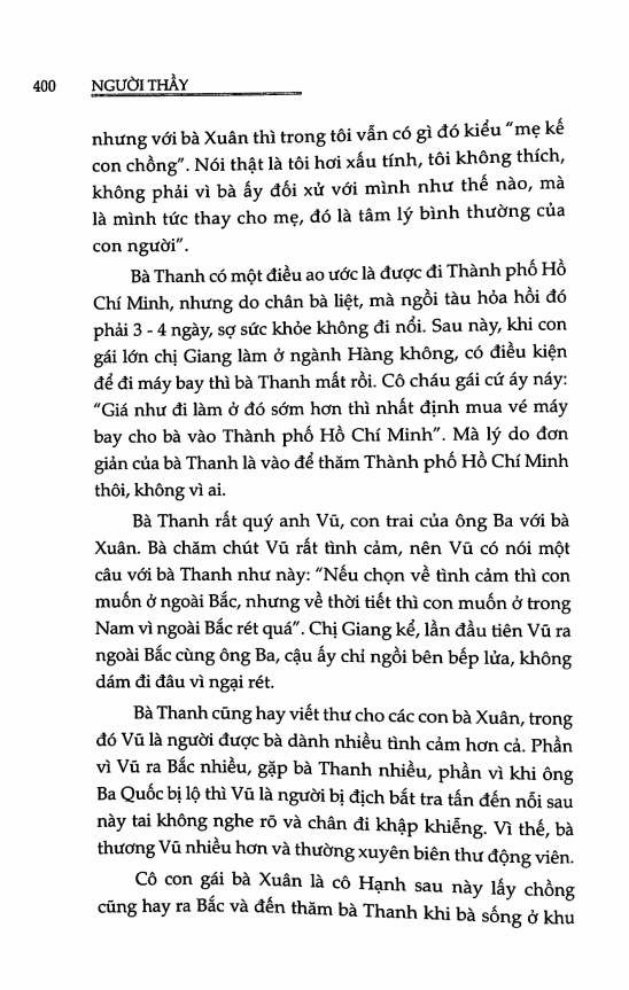 400 NGƯỜI THẦY
nhưng với bà Xuân thì trong tôi vẫn có gì đó kiểu "mẹ kế
con chồng". Nói thật là tôi hơi xấu tính, tôi không thích,
không phải vì bà ấy đối xử với mình như thế nào, mà
là mình tức thay cho mẹ, đó là tâm lý bình thường của
con người".
Bà Thanh có một điều ao ước là được đi Thành phố Hồ
Chí Minh, nhưng do chân bà liệt, mà ngồi tàu hỏa hồi đó
phải 3 - 4 ngày, sợ sức khỏe không đi nổi. Sau này, khi con
gái lớn chị Giang làm ở ngành Hàng không, có điều kiện
để đi máy bay thì bà Thanh mất rồi. Cô cháu gái cứ áy náy:
"Giá như đi làm ở đó sớm hơn thì nhất định mua vé máy
bay cho bà vào Thành phố Hồ Chí Minh". Mà lý do đơn
giản của bà Thanh là vào để thăm Thành phố Hồ Chí Minh
thôi, không vì ai.
Bà Thanh rất quý anh Vũ, con trai của ông Ba với bà
Xuân. Bà chăm chút Vũ rất tình cảm, nên Vũ có nói một
câu với bà Thanh như này: "Nếu chọn về tình cảm thì con
muốn ở ngoài Bắc, nhưng về thời tiết thì con muốn ở trong
Nam vì ngoài Bắc rét quá". Chị Giang kể, lần đầu tiên Vũ ra
ngoài Bắc cùng ông Ba, cậu ấy chỉ ngồi bên bếp lửa, không
dám đi đâu vì ngại rét.
Bà Thanh cũng hay viết thư cho các con bà Xuân, trong
đó Vũ là người được bà dành nhiều tình cảm hơn cả. Phần
vì Vũ ra Bắc nhiều, gặp bà Thanh nhiều, phần vì khi ông
Ba Quốc bị lộ thì Vũ là người bị địch bắt tra tấn đến nỗi sau
này tai không nghe rõ và chân đi khập khiễng. Vì thế, bà
thương Vũ nhiều hơn và thường xuyên biên thư động viên.
Cô con gái bà Xuân là cô Hạnh sau này lấy chồng
cũng hay ra Bắc và đến thăm bà Thanh khi bà sống ở khu